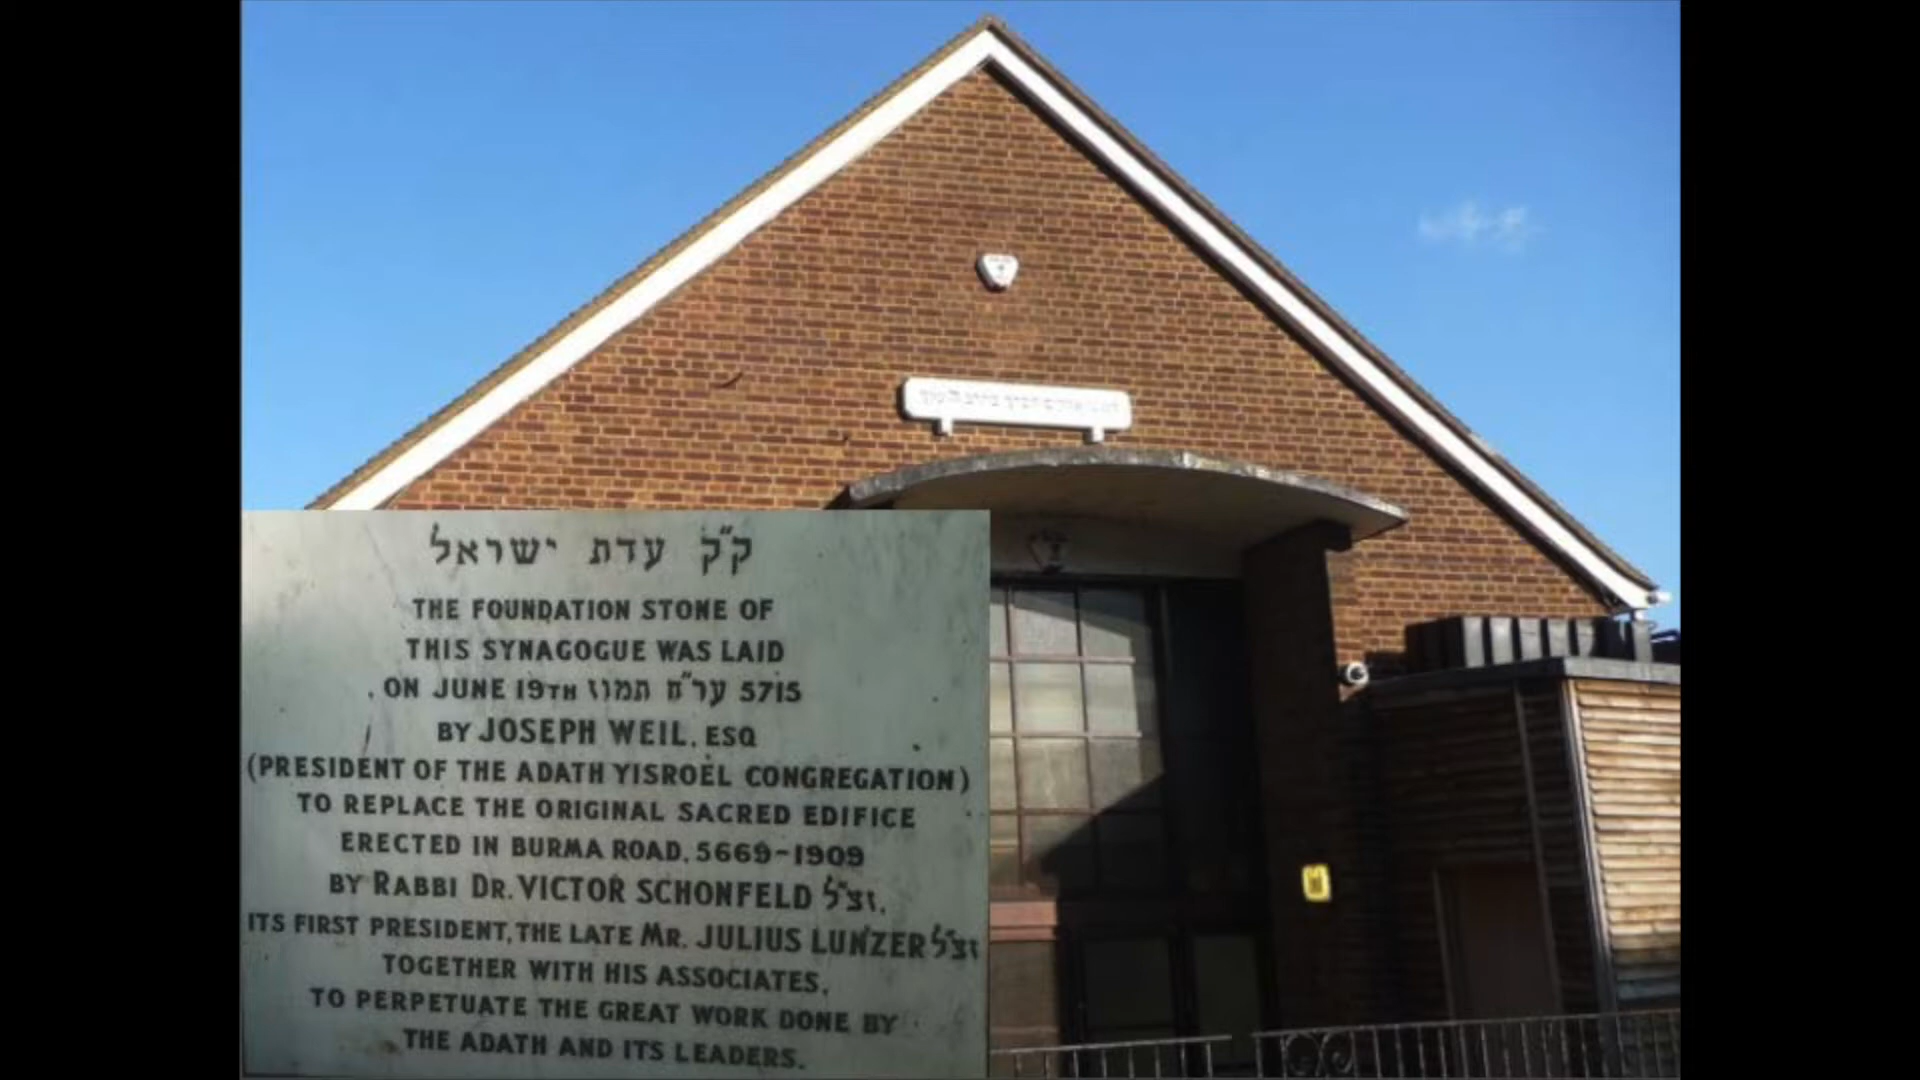 ק״ק עדת ישראל
THE FOUNDATION STONE OF
THIS SYNAGOGUE WAS LAID
ON JUNE 19TH ער״ח תמוז 5715
BY JOSEPH WEIL, ESQ
(PRESIDENT OF THE ADATH YISROEL CONGREGATION)
TO REPLACE THE ORIGINAL SACRED EDIFICE
ERECTED IN BURMA ROAD, 5669-1909
BY RABBI DR. VICTOR SCHONFELD זצ״ל,
ITS FIRST PRESIDENT, THE LATE MR. JULIUS LUNZER זצ״ל
TOGETHER WITH HIS ASSOCIATES,
TO PERPETUATE THE GREAT WORK DONE BY
THE ADATH AND ITS LEADERS.